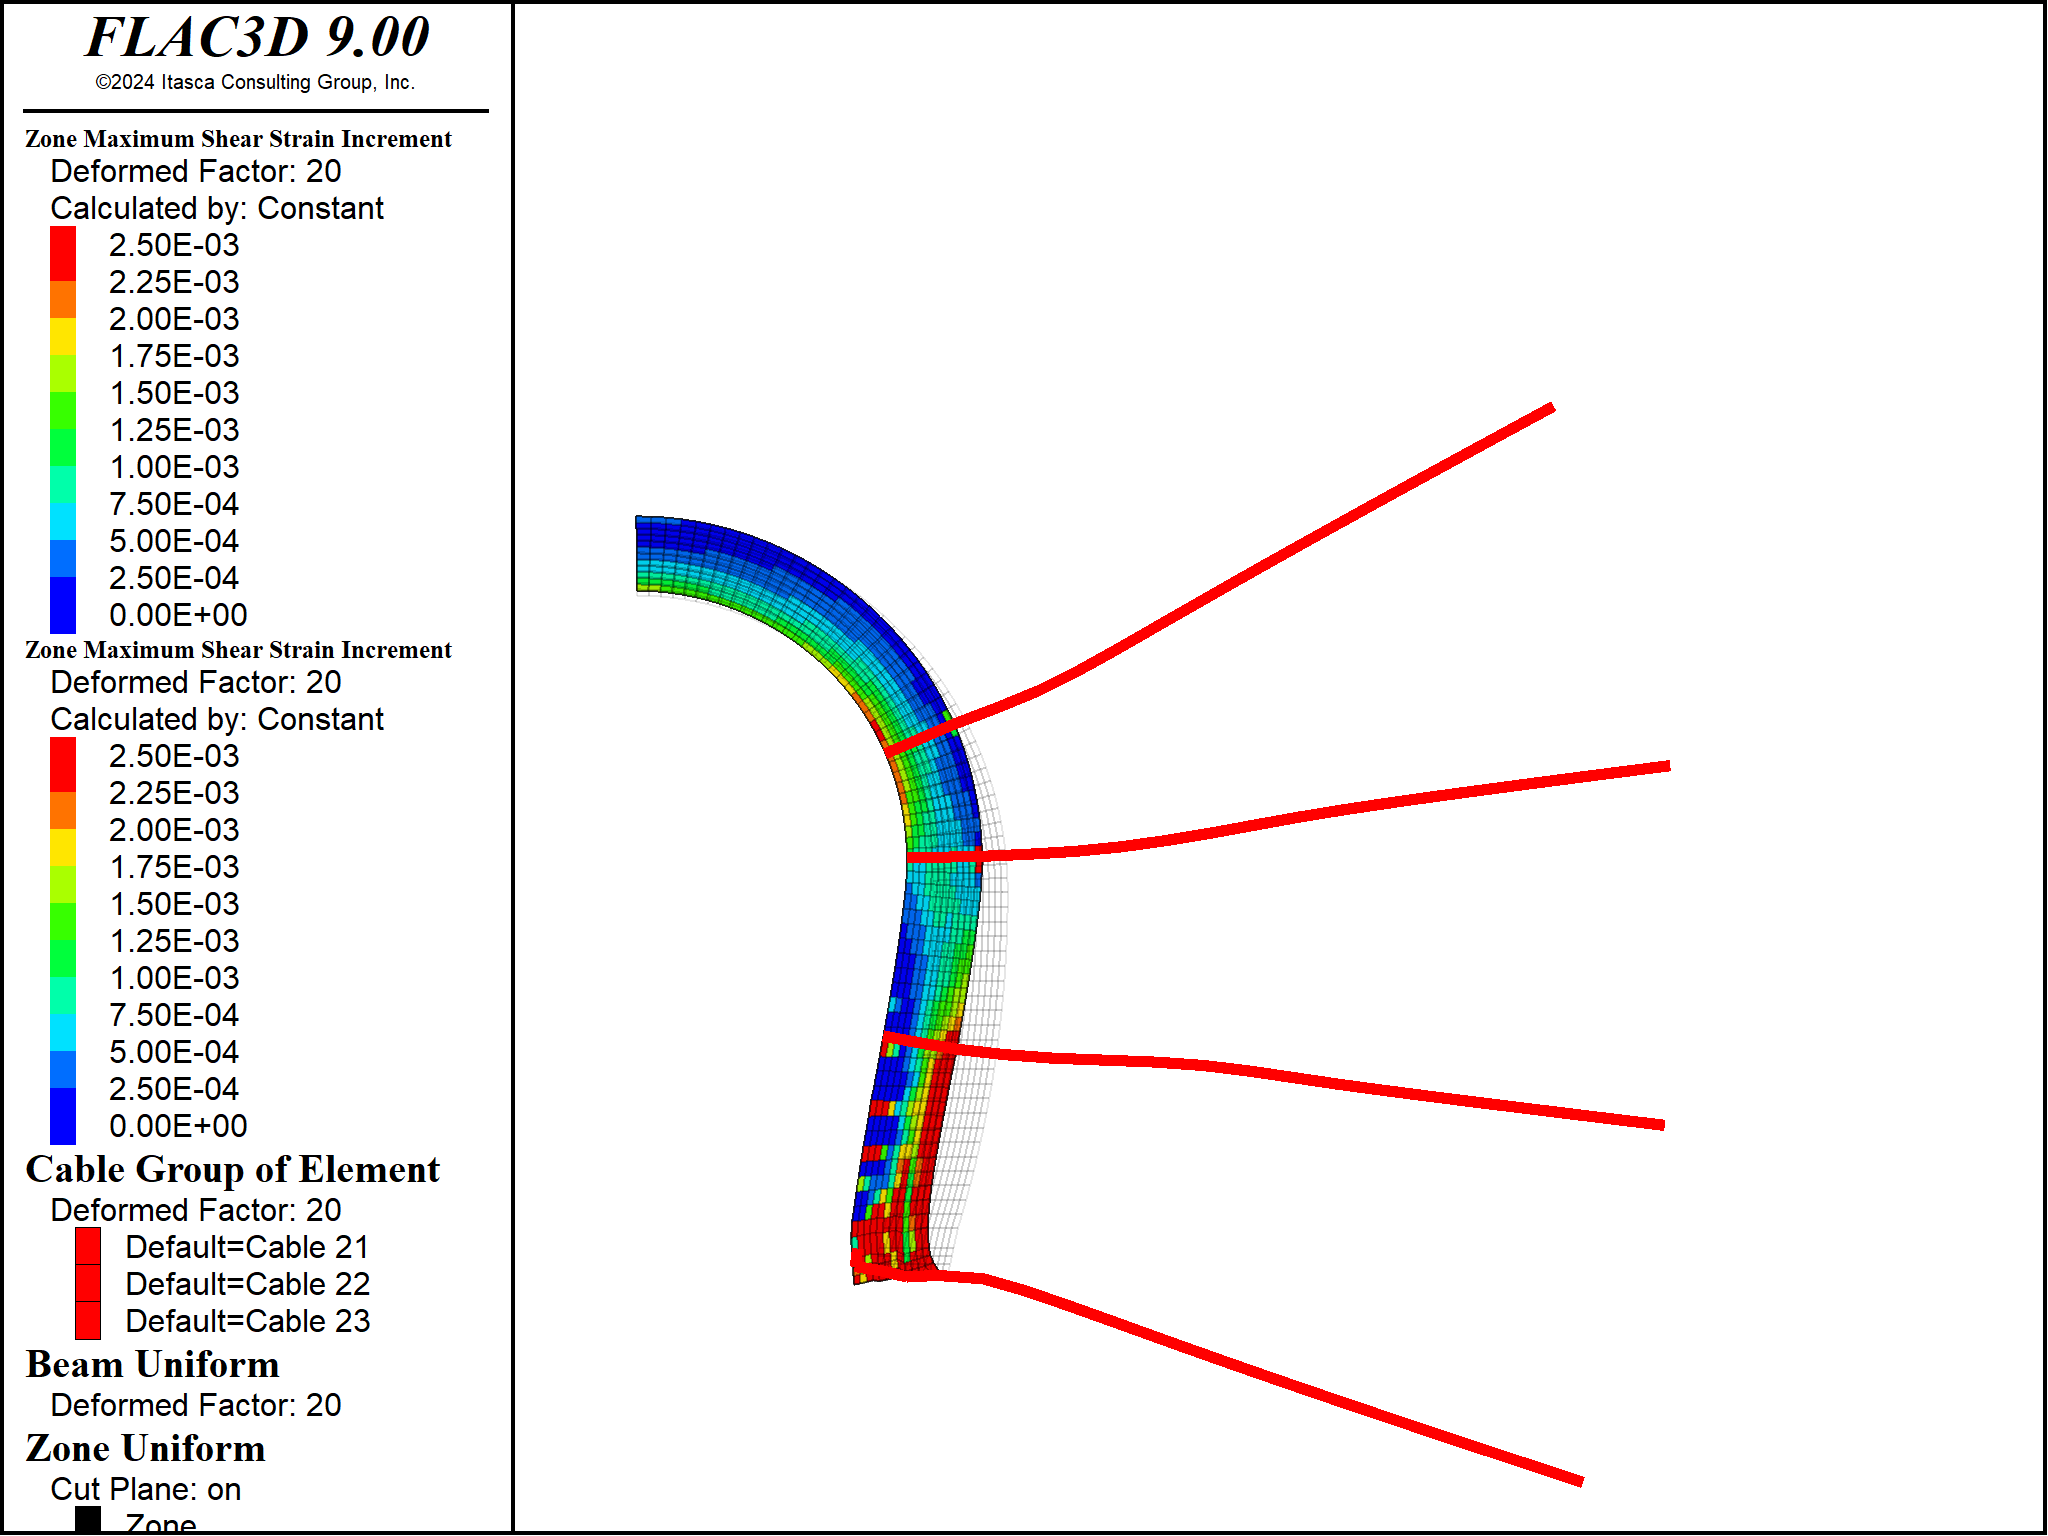 FLAC3D 9.00
©2024 Itasca Consulting Group, Inc.
Zone Maximum Shear Strain Increment
Deformed Factor: 20
Calculated by: Constant
2.50E-03
2.25E-03
2.00E-03
1.75E-03
1.50E-03
1.25E-03
1.00E-03
7.50E-04
5.00E-04
2.50E-04
0.00E+00
Zone Maximum Shear Strain Increment
Deformed Factor: 20
Calculated by: Constant
2.50E-03
2.25E-03
2.00E-03
1.75E-03
1.50E-03
1.25E-03
1.00E-03
7.50E-04
5.00E-04
2.50E-04
0.00E+00
Cable Group of Element
Deformed Factor: 20
Default=Cable 21
Default=Cable 22
Default=Cable 23
Beam Uniform
Deformed Factor: 20
Zone Uniform
Cut Plane: on
Zone